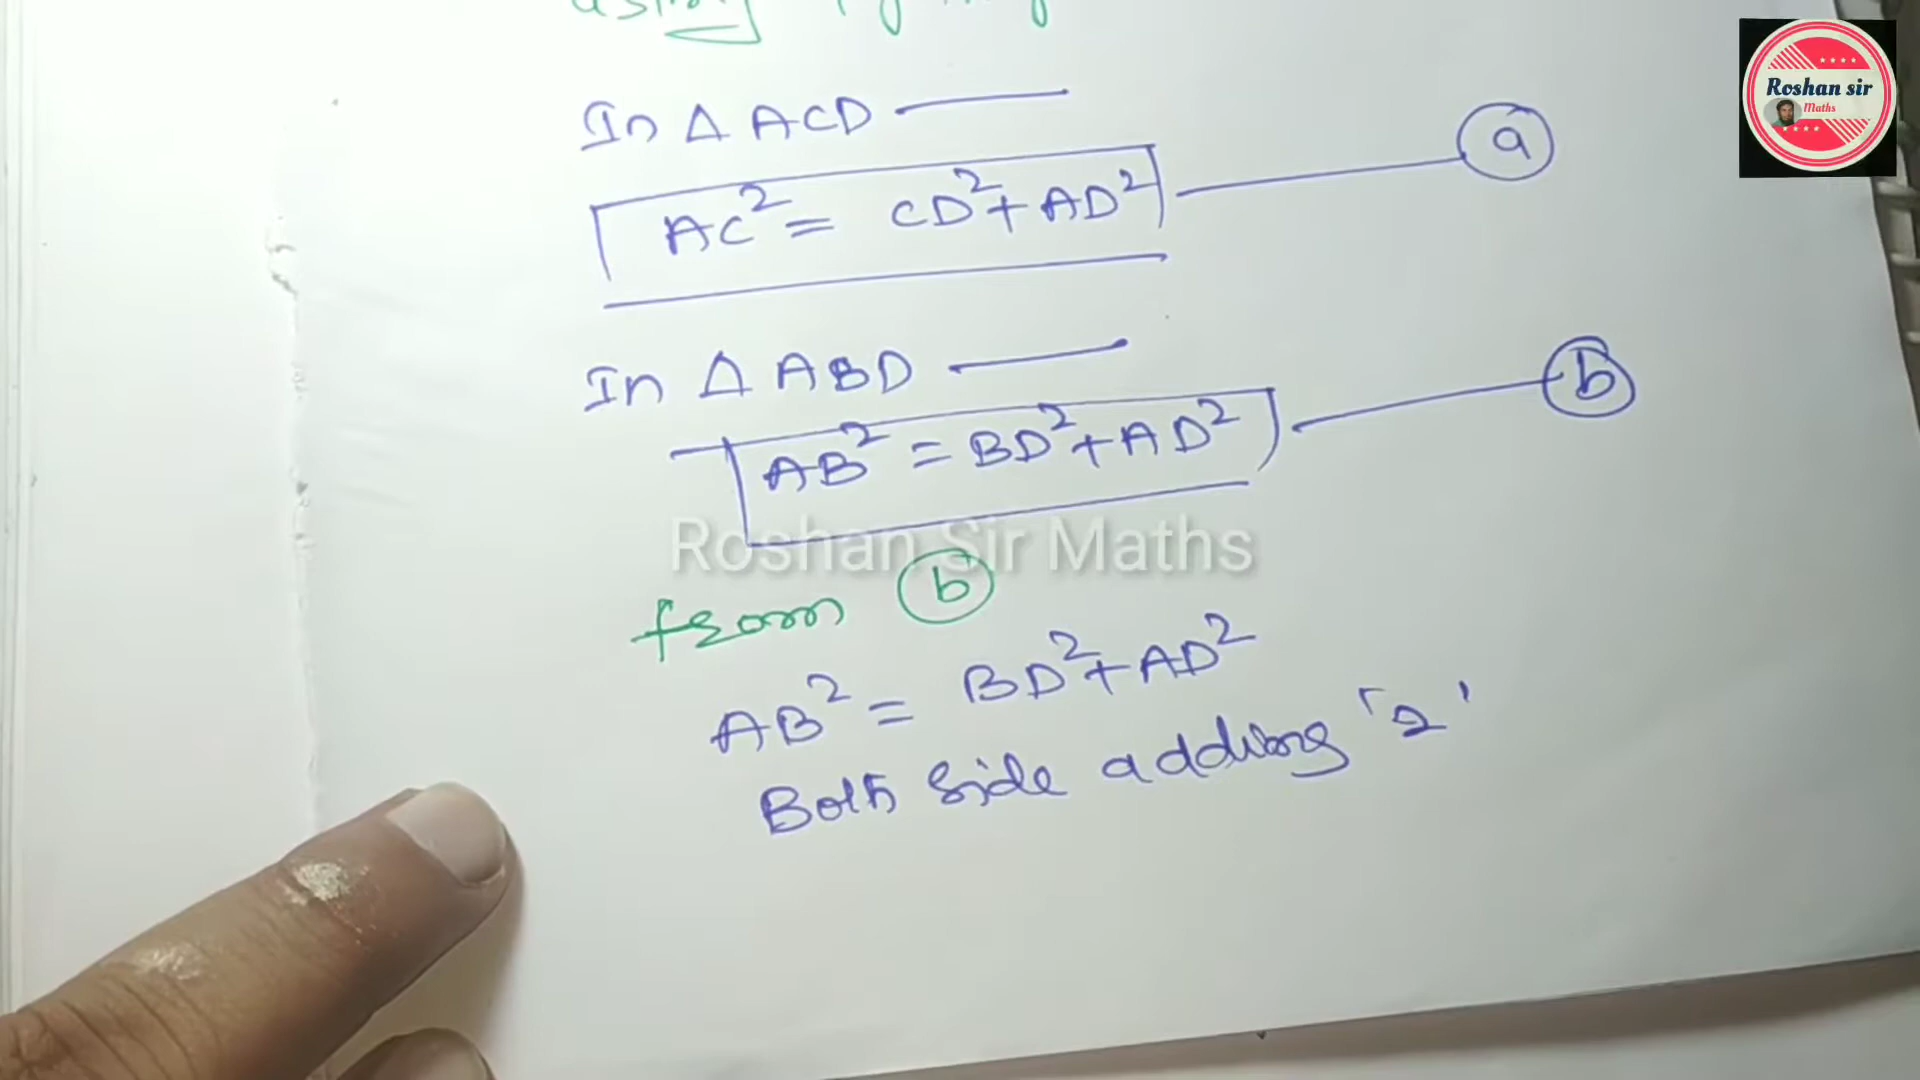 using
In Δ ACD
AC² = CD² + AD²
a
In Δ ABD
AB² = BD² + AD²
b
from b
AB² = BD² + AD²
Both side adding '2'
Roshan Sir Maths
Roshan sir
Maths